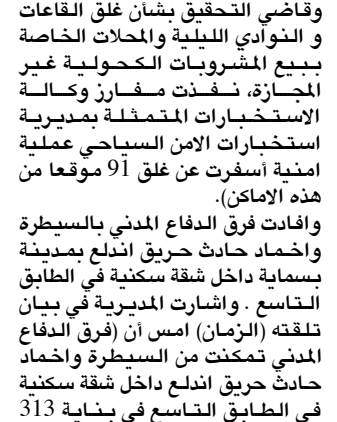 وقاضي التحقيق بشأن غلق القاعات
و النوادي الليلية والمحلات الخاصة
ببيع المشروبات الكحولية غير
المجازة، نفذت مفارز وكالة
الاستخبارات المتمثلة بمديرية
استخبارات الامن السياحي عملية
امنية أسفرت عن غلق 91 موقعا من
هذه الاماكن).
وافادت فرق الدفاع المدني بالسيطرة
واخماد حادث حريق اندلع بمدينة
بسماية داخل شقة سكنية في الطابق
التاسع . واشارت المديرية في بيان
تلقته (الزمان) امس أن (فرق الدفاع
المدني تمكنت من السيطرة واخماد
حادث حريق اندلع داخل شقة سكنية
في الطابق التاسع في بناية 313